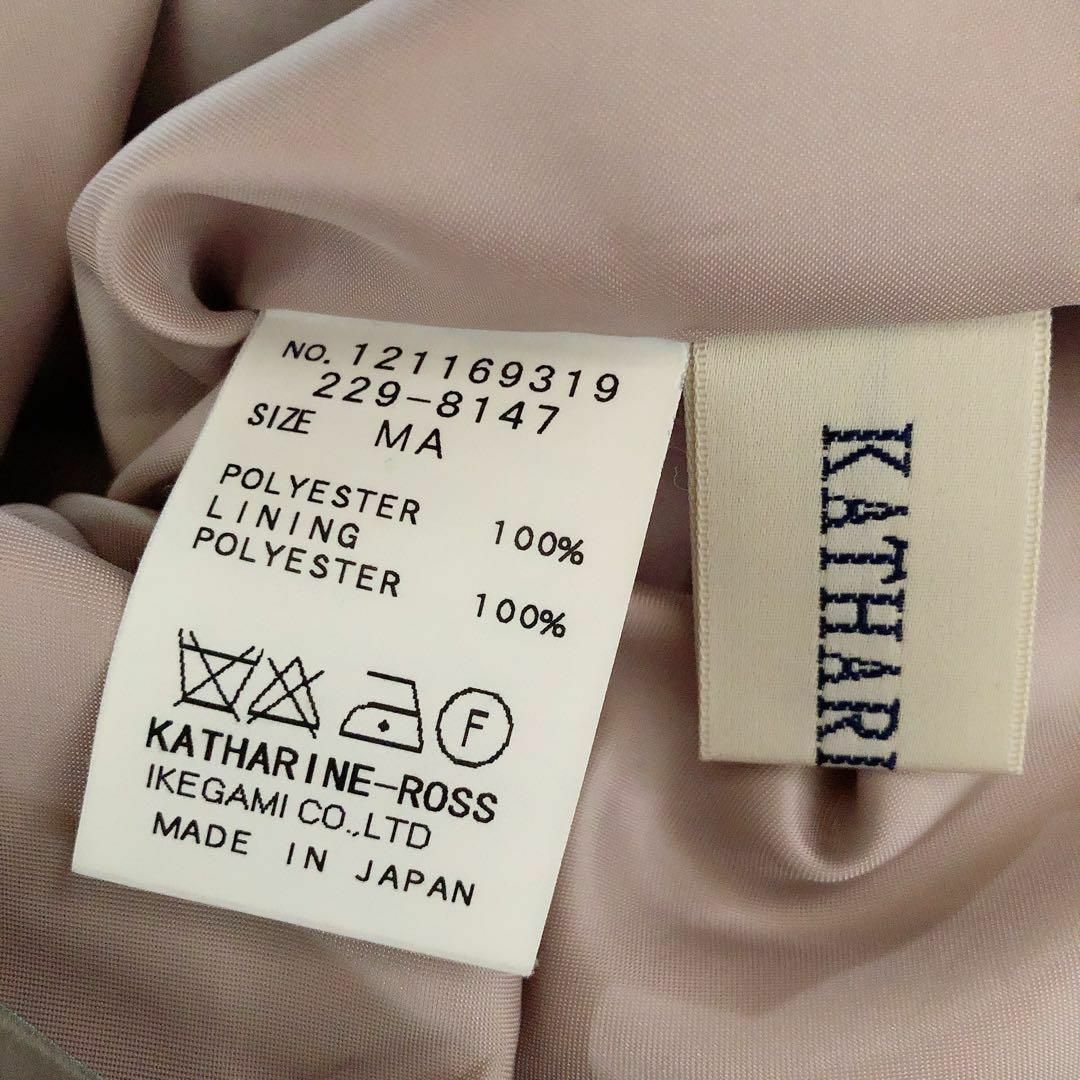 NO. 121169319
229-8147
SIZE MA
POLYESTER 100%
LINING
POLYESTER 100%
F
KATHARINE-ROSS
IKEGAMI CO.,LTD
MADE IN JAPAN
KATHARI